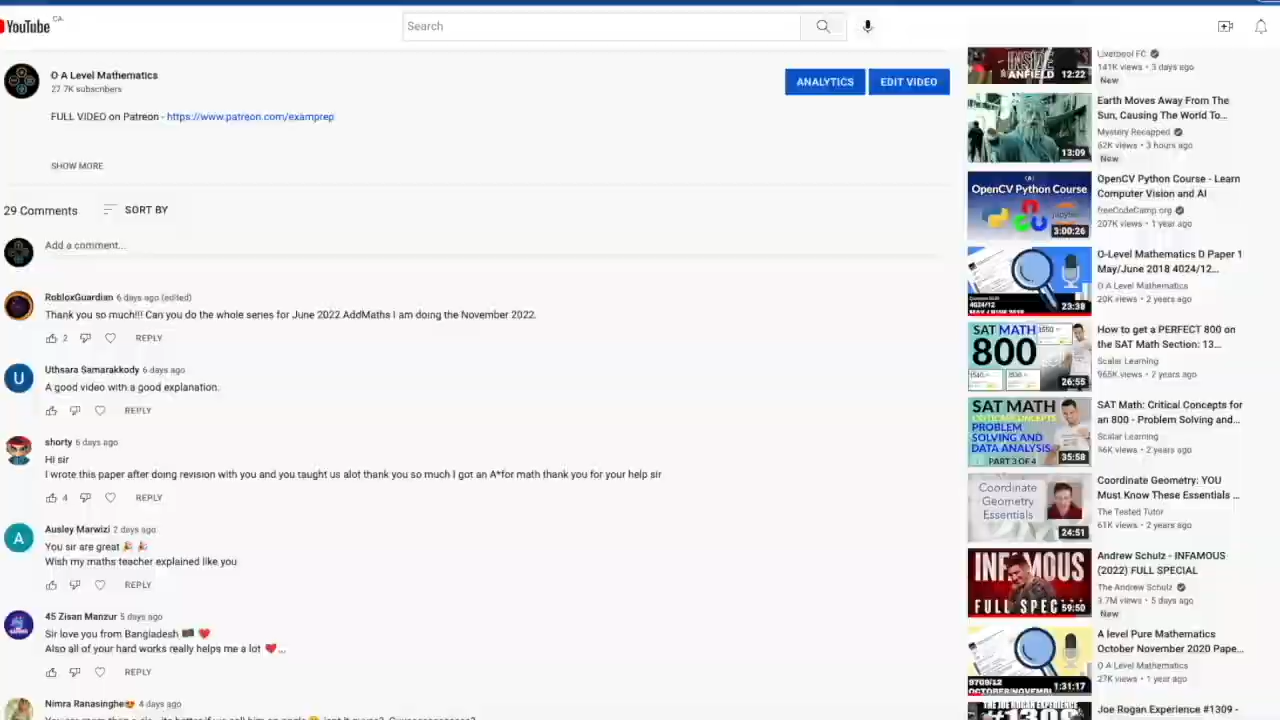 YouTube CA
Search
O A Level Mathematics
27.7K subscribers
ANALYTICS
EDIT VIDEO
FULL VIDEO on Patreon - https://www.patreon.com/examprep
SHOW MORE
29 Comments
SORT BY
Add a comment...
RobloxGuardian 6 days ago (edited)
Thank you so much!!! Can you do the whole series for June 2022 AddMaths I am doing the November 2022.
2 REPLY
U
Uthsara Samarakkody 6 days ago
A good video with a good explanation.
REPLY
shorty 6 days ago
Hi sir
I wrote this paper after doing revision with you and you taught us alot thank you so much I got an A*for math thank you for your help sir
4 REPLY
A
Ausley Marwizi 2 days ago
You sir are great 🎉 🎉
Wish my maths teacher explained like you
REPLY
45 Zisan Manzur 5 days ago
Sir love you from Bangladesh
Also all of your hard works really helps me a lot ❤️..
REPLY
Nimra Ranasinghe😍 4 days ago
INSIDE
ANFIELD
12:22
Liverpool FC
141K views • 3 days ago
New
13:09
Earth Moves Away From The
Sun, Causing The World To...
Mystery Recapped
62K views • 3 hours ago
New
OpenCV Python Course
3:00:26
OpenCV Python Course - Learn
Computer Vision and AI
freeCodeCamp.org
207K views • 1 year ago
4024/12
23:38
O-Level Mathematics D Paper 1
May/June 2018 4024/12...
O A Level Mathematics
20K views • 2 years ago
SAT MATH
800
26:55
How to get a PERFECT 800 on
the SAT Math Section: 13...
Scalar Learning
965K views • 2 years ago
SAT MATH
CRITICAL CONCEPTS
PROBLEM
SOLVING AND
DATA ANALYSIS
PART 3 OF 4
35:58
SAT Math: Critical Concepts for
an 800 - Problem Solving and...
Scalar Learning
2 years ago
Coordinate
Geometry
Essentials
24:51
Coordinate Geometry: YOU
Must Know These Essentials ...
The Tested Tutor
61K views • 2 years ago
INFAMOUS
FULL SPEC
59:50
Andrew Schulz - INFAMOUS
(2022) FULL SPECIAL
The Andrew Schulz
3.7M views • 5 days ago
New
9709/12
1:31:17
A level Pure Mathematics
October November 2020 Pape...
O A Level Mathematics
27K views • 1 year ago
THE JOE ROGAN EXPERIENCE
#1309
Joe Rogan Experience #1309 -